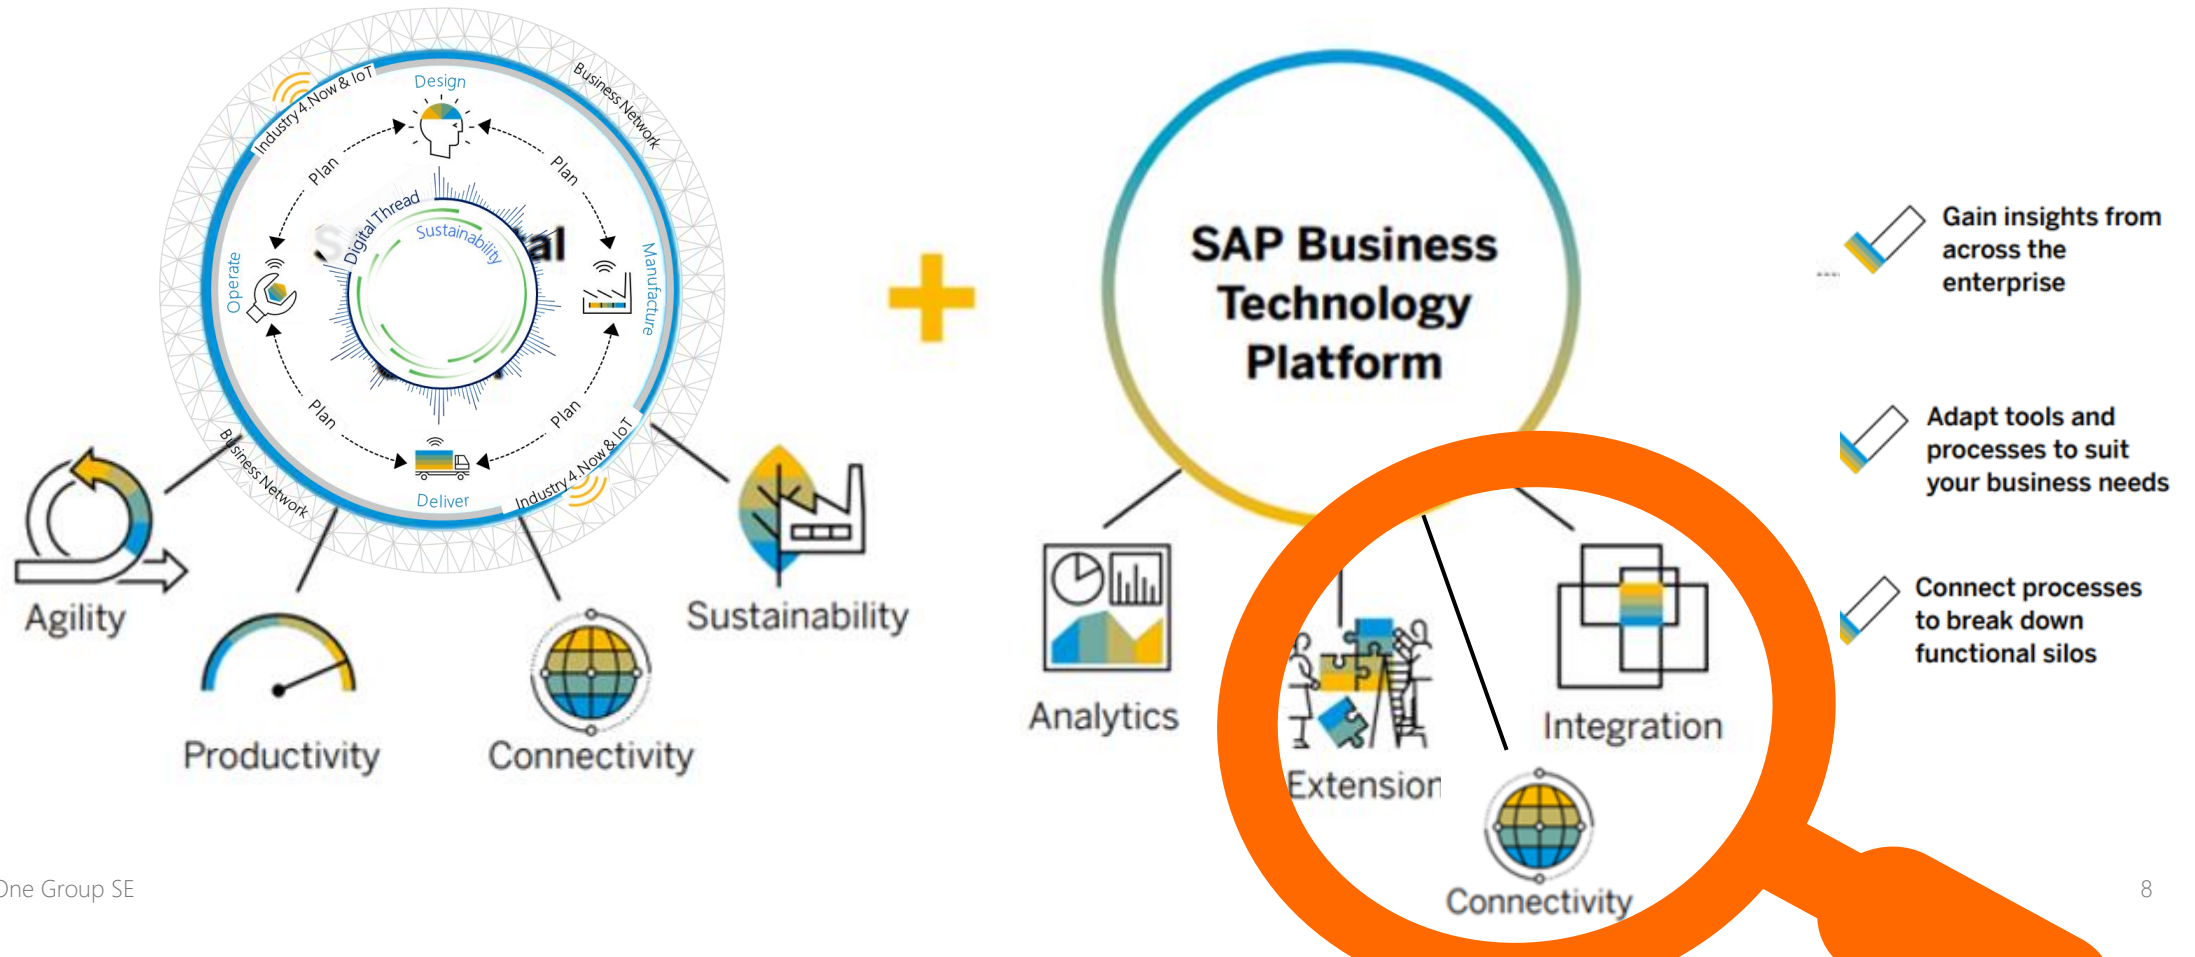 Design
Industry 4.Now & IoT
Business Network
Plan
Plan
Digital Thread
Sustainability
Operate
Manufacture
Plan
Plan
Deliver
Business Network
Industry 4.Now & IoT
Agility
Productivity
Connectivity
Sustainability
SAP Business
Technology
Platform
Analytics
Extension
Connectivity
Integration
Gain insights from
across the
enterprise
Adapt tools and
processes to suit
your business needs
Connect processes
to break down
functional silos
One Group SE
8